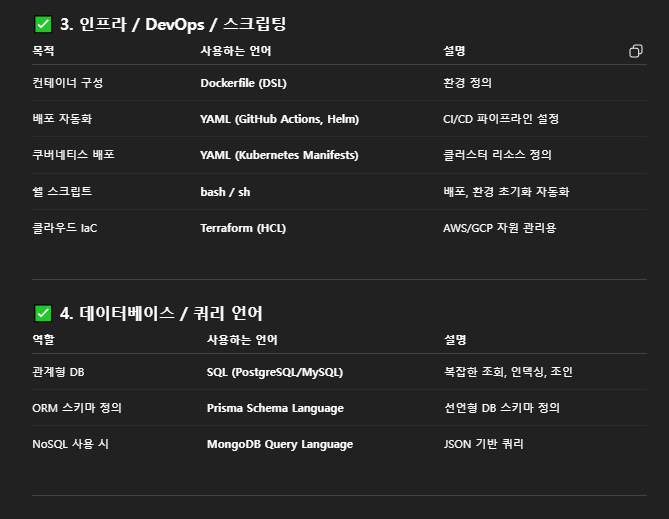 ✅ 3. 인프라 / DevOps / 스크립팅
목적 사용하는 언어 설명
컨테이너 구성 Dockerfile (DSL) 환경 정의
배포 자동화 YAML (GitHub Actions, Helm) CI/CD 파이프라인 설정
쿠버네티스 배포 YAML (Kubernetes Manifests) 클러스터 리소스 정의
쉘 스크립트 bash / sh 배포, 환경 초기화 자동화
클라우드 IaC Terraform (HCL) AWS/GCP 자원 관리용
✅ 4. 데이터베이스 / 쿼리 언어
역할 사용하는 언어 설명
관계형 DB SQL (PostgreSQL/MySQL) 복잡한 조회, 인덱싱, 조인
ORM 스키마 정의 Prisma Schema Language 선언형 DB 스키마 정의
NoSQL 사용 시 MongoDB Query Language JSON 기반 쿼리